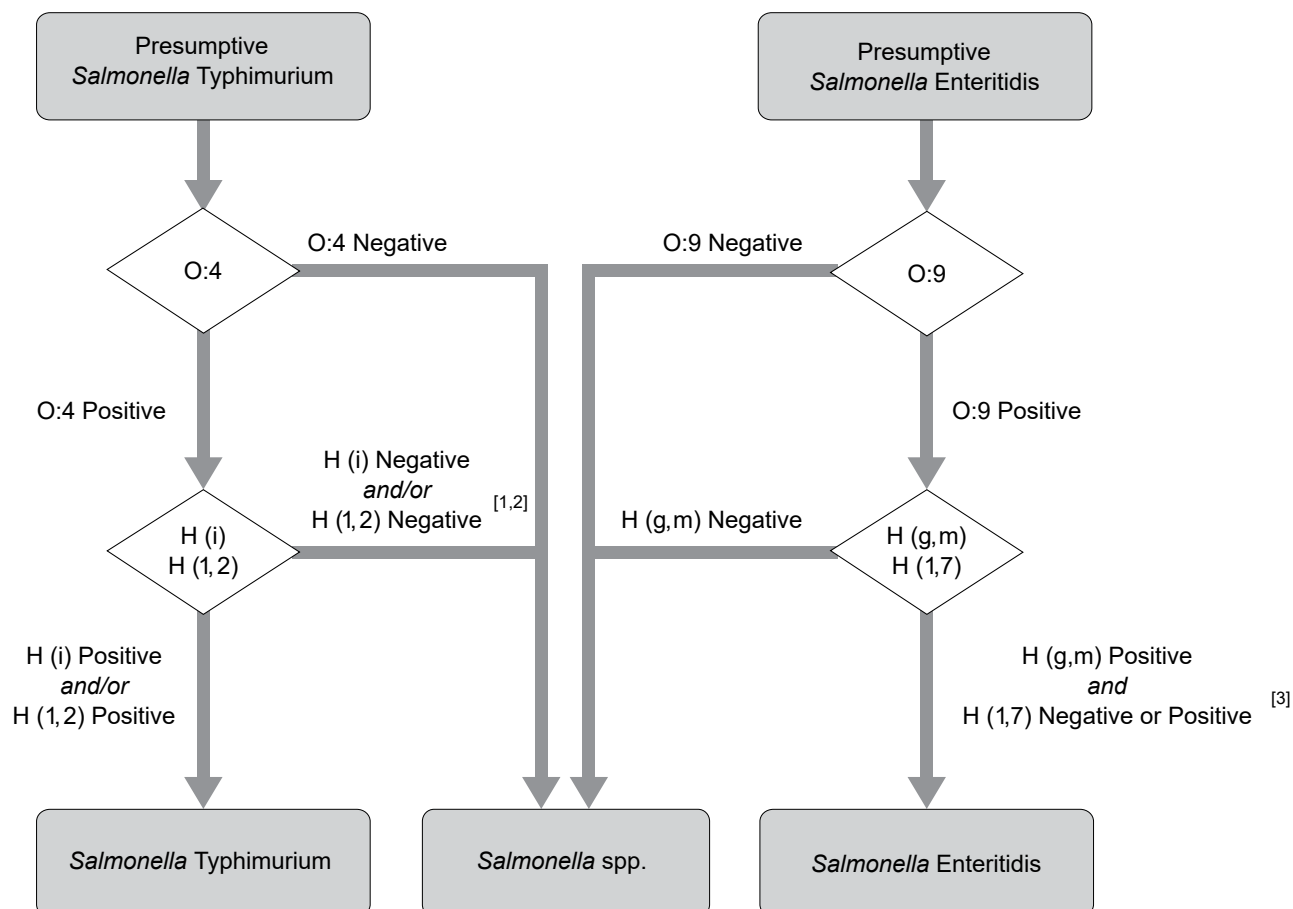 Presumptive
Salmonella Typhimurium
Presumptive
Salmonella Enteritidis
O:4 Negative
O:9 Negative
O:4
O:9
O:4 Positive
O:9 Positive
H (i) Negative
and/or
H (1,2) Negative [1,2]
H (g,m) Negative
H (i)
H (1,2)
H (g,m)
H (1,7)
H (i) Positive
and/or
H (1,2) Positive
H (g,m) Positive
and
H (1,7) Negative or Positive [3]
Salmonella Typhimurium
Salmonella spp.
Salmonella Enteritidis